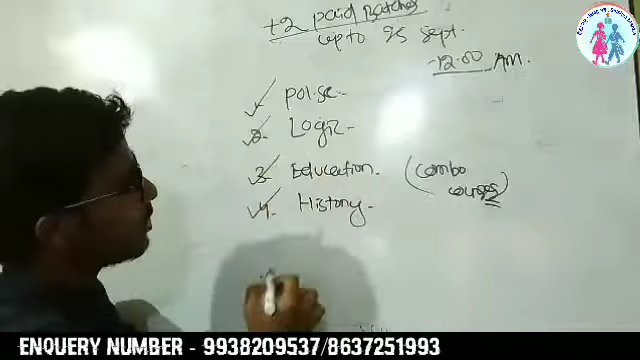 +2 paid Batches
upto 25 Sept.
12.00 AM.
1. pol.sc.
2. Logic
3. Education. (combo courses)
4. History
ENQUERY NUMBER - 9938209537/8637251993